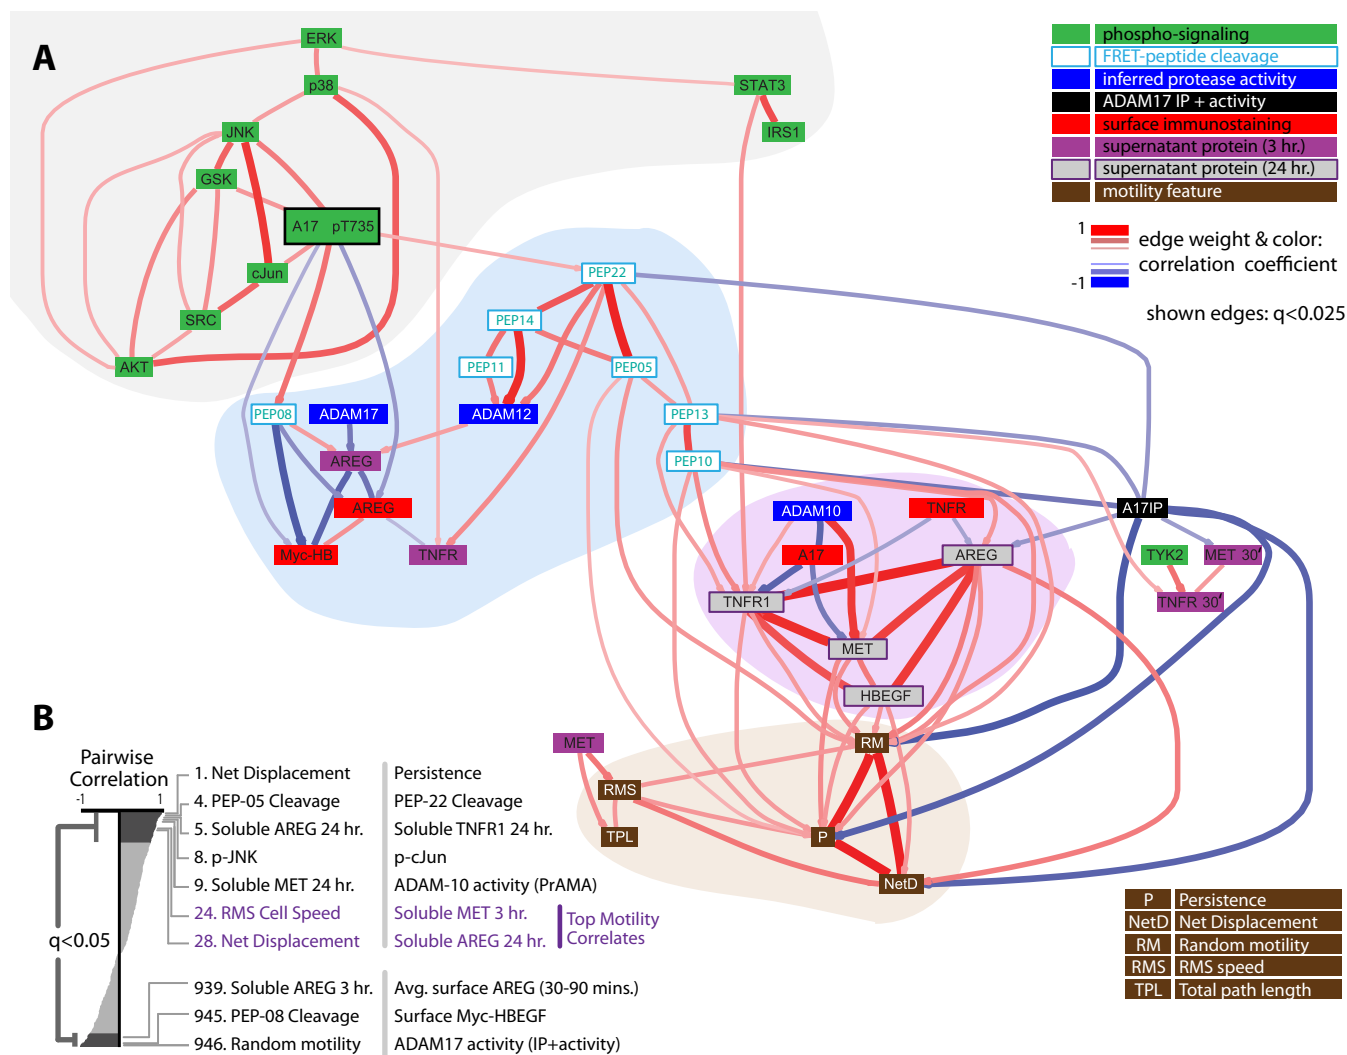 A
ERK
p38
STAT3
JNK
IRS1
GSK
A17 pT735
cJun
SRC
AKT
PEP22
PEP14
PEP11
PEP05
PEP08
ADAM17
ADAM12
PEP13
AREG
PEP10
AREG
Myc-HB
TNFR
ADAM10
TNFR
A17IP
A17
AREG
TYK2
MET 30'
TNFR1
TNFR 30'
MET
HBEGF
MET
RM
RMS
TPL
P
NetD
phospho-signaling
FRET-peptide cleavage
inferred protease activity
ADAM17 IP + activity
surface immunostaining
supernatant protein (3 hr.)
supernatant protein (24 hr.)
motility feature
1
edge weight & color:
correlation coefficient
-1
shown edges: q<0.025
B
Pairwise
Correlation
-1 1
q<0.05
1. Net Displacement Persistence
4. PEP-05 Cleavage PEP-22 Cleavage
5. Soluble AREG 24 hr. Soluble TNFR1 24 hr.
8. p-JNK p-cJun
9. Soluble MET 24 hr. ADAM-10 activity (PrAMA)
24. RMS Cell Speed Soluble MET 3 hr.
28. Net Displacement Soluble AREG 24 hr.
Top Motility
Correlates
939. Soluble AREG 3 hr. Avg. surface AREG (30-90 mins.)
945. PEP-08 Cleavage Surface Myc-HBEGF
946. Random motility ADAM17 activity (IP+activity)
P Persistence
NetD Net Displacement
RM Random motility
RMS RMS speed
TPL Total path length